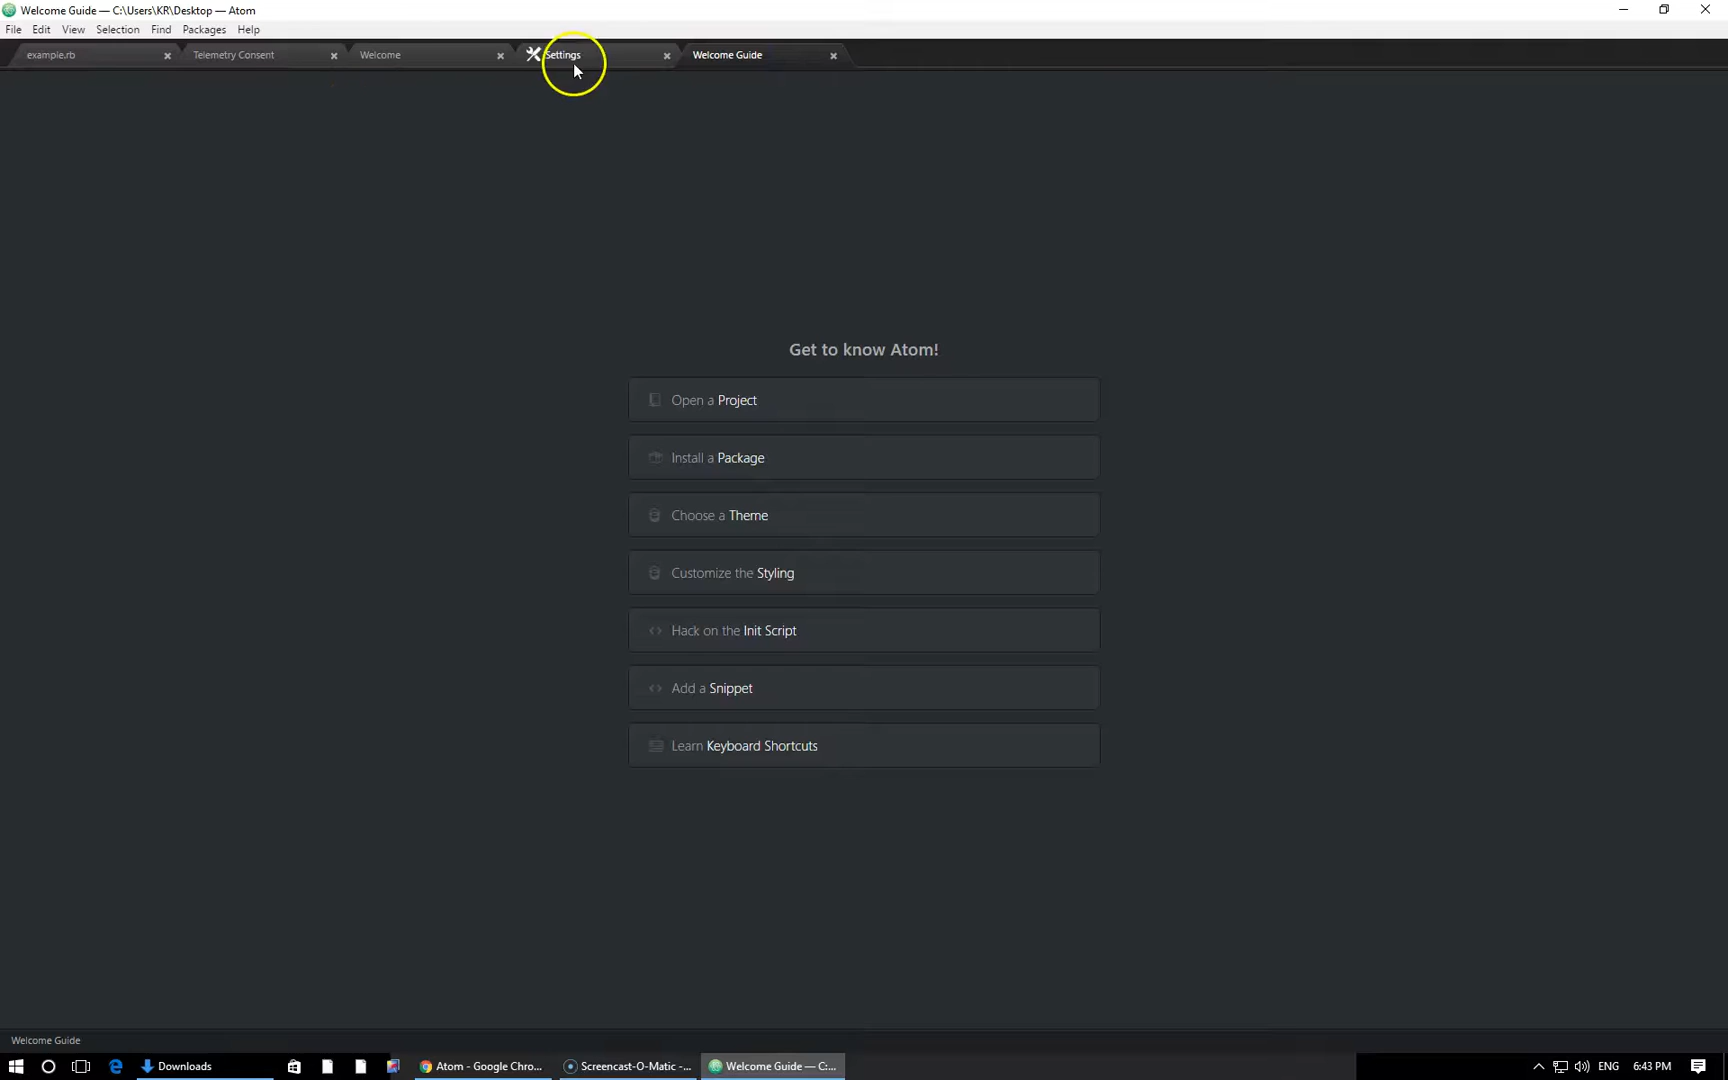 Welcome Guide — C:\Users\KR\Desktop — Atom
File Edit View Selection Find Packages Help
example.rb Telemetry Consent Welcome Settings Welcome Guide
Get to know Atom!
Open a Project
Install a Package
Choose a Theme
Customize the Styling
Hack on the Init Script
Add a Snippet
Learn Keyboard Shortcuts
Welcome Guide
Downloads Atom - Google Chro... Screencast-O-Matic -... Welcome Guide — C:... ENG 6:43 PM